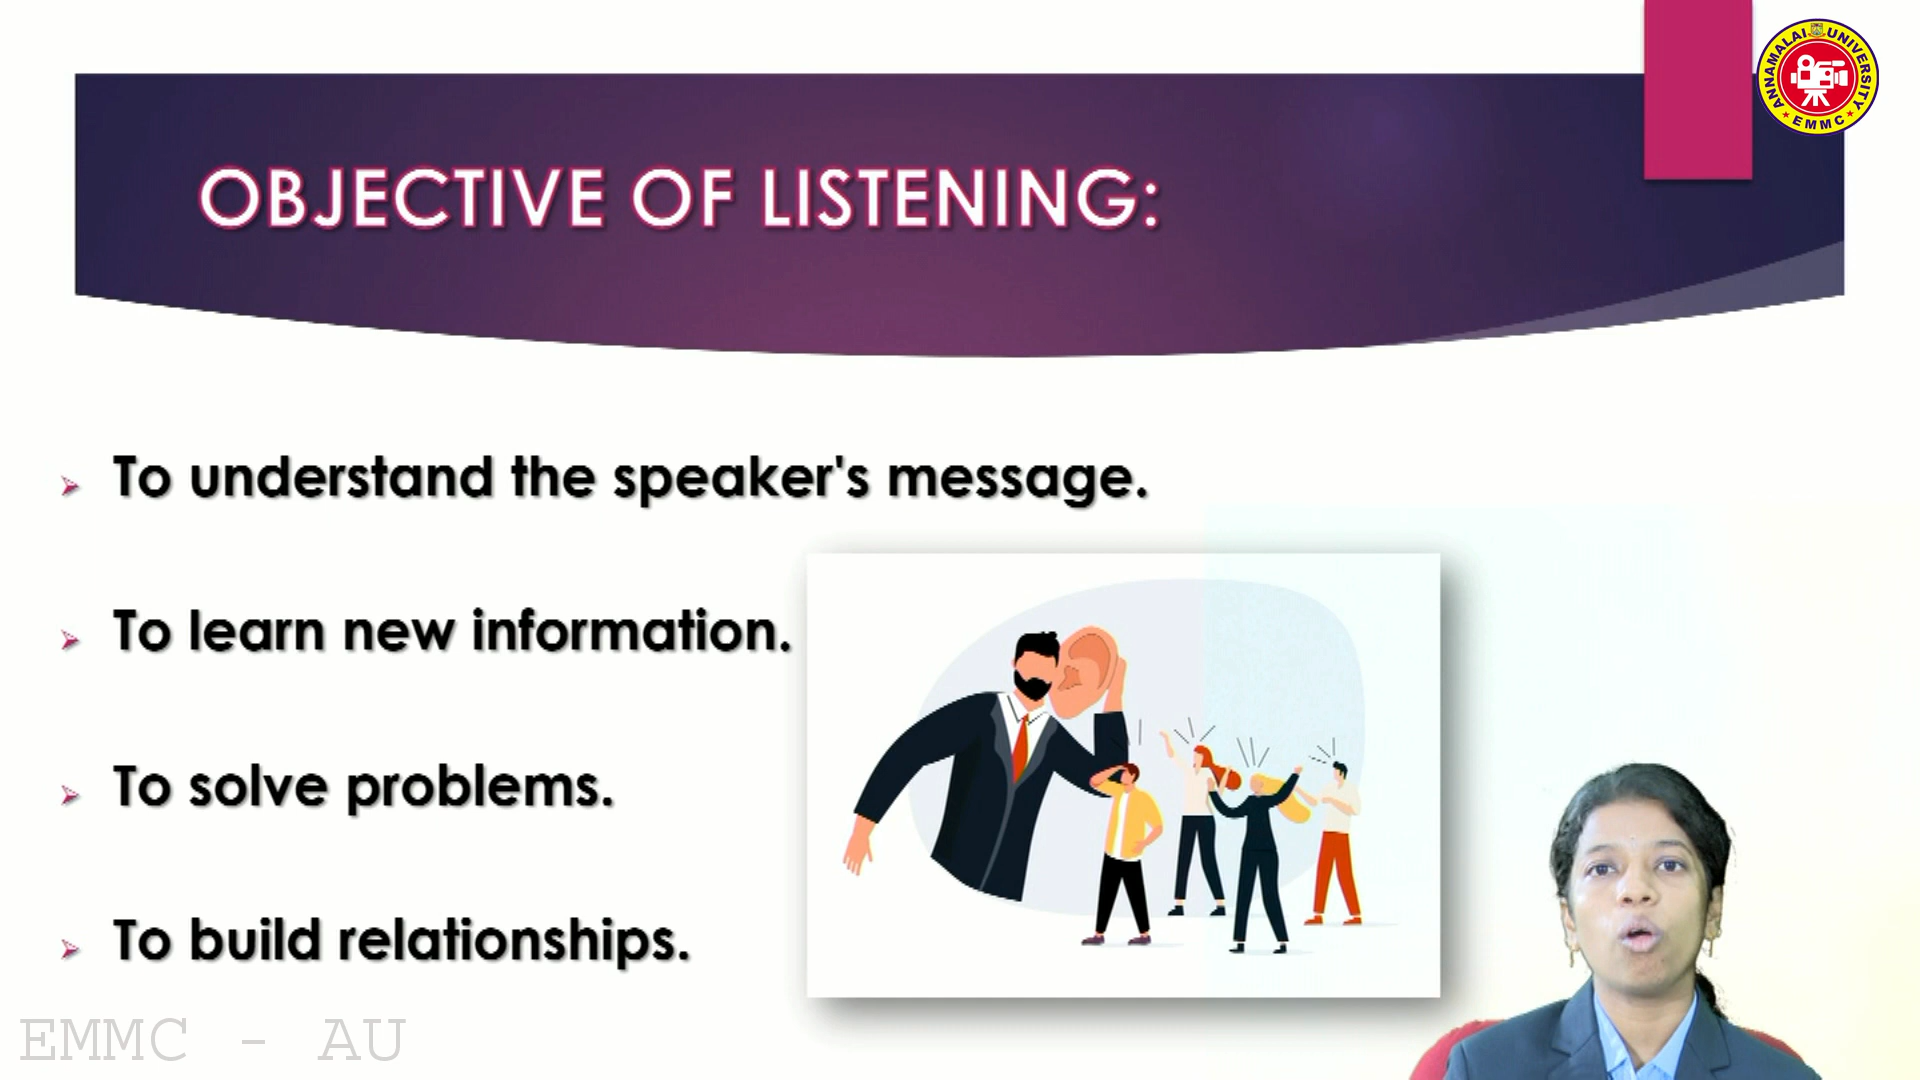 ANNAMALAI UNIVERSITY
EMMC
OBJECTIVE OF LISTENING:
To understand the speaker's message.
To learn new information.
To solve problems.
To build relationships.
EMMC - AU